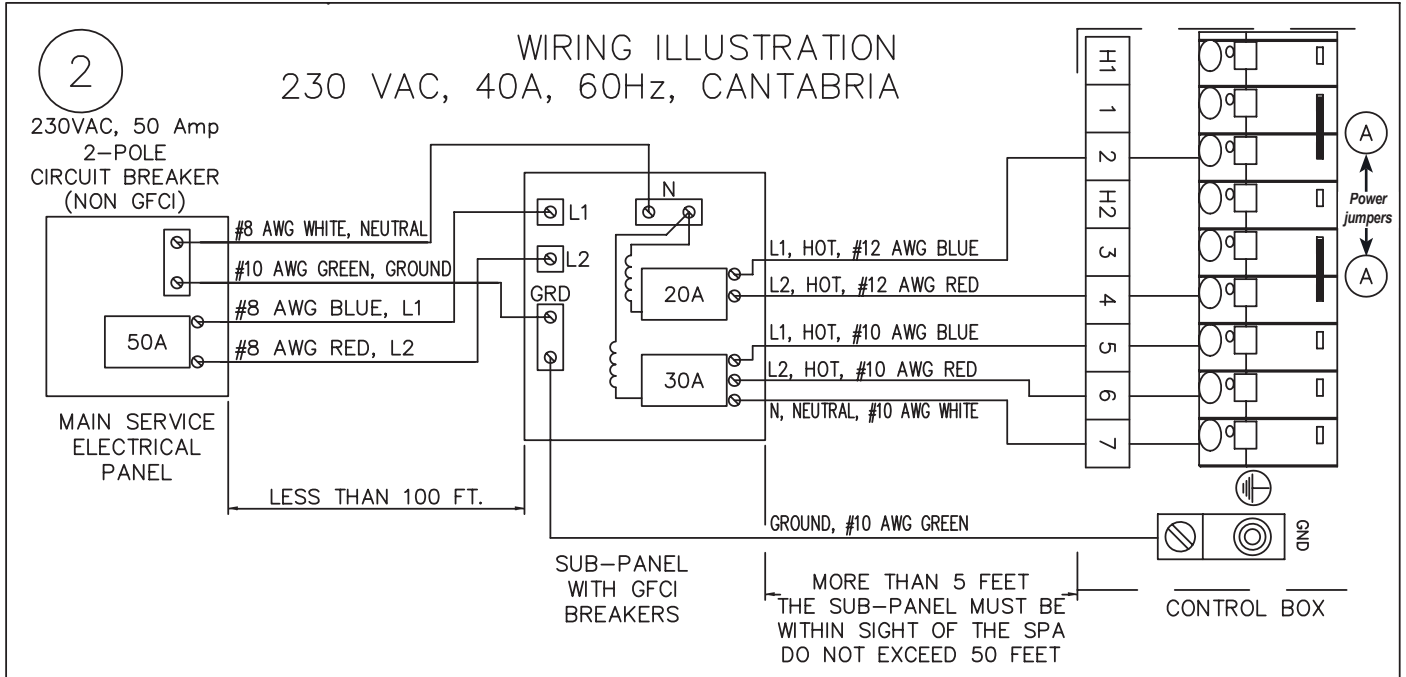 2
WIRING ILLUSTRATION
230 VAC, 40A, 60Hz, CANTABRIA
230VAC, 50 Amp
2-POLE
CIRCUIT BREAKER
(NON GFCI)
#8 AWG WHITE, NEUTRAL
#10 AWG GREEN, GROUND
#8 AWG BLUE, L1
#8 AWG RED, L2
50A
MAIN SERVICE
ELECTRICAL
PANEL
LESS THAN 100 FT.
L1
L2
GRD
N
20A
30A
SUB-PANEL
WITH GFCI
BREAKERS
L1, HOT, #12 AWG BLUE
L2, HOT, #12 AWG RED
L1, HOT, #10 AWG BLUE
L2, HOT, #10 AWG RED
N, NEUTRAL, #10 AWG WHITE
GROUND, #10 AWG GREEN
MORE THAN 5 FEET
THE SUB-PANEL MUST BE
WITHIN SIGHT OF THE SPA
DO NOT EXCEED 50 FEET
H1
1
2
H2
3
4
5
6
7
A
Power
jumpers
A
GND
CONTROL BOX